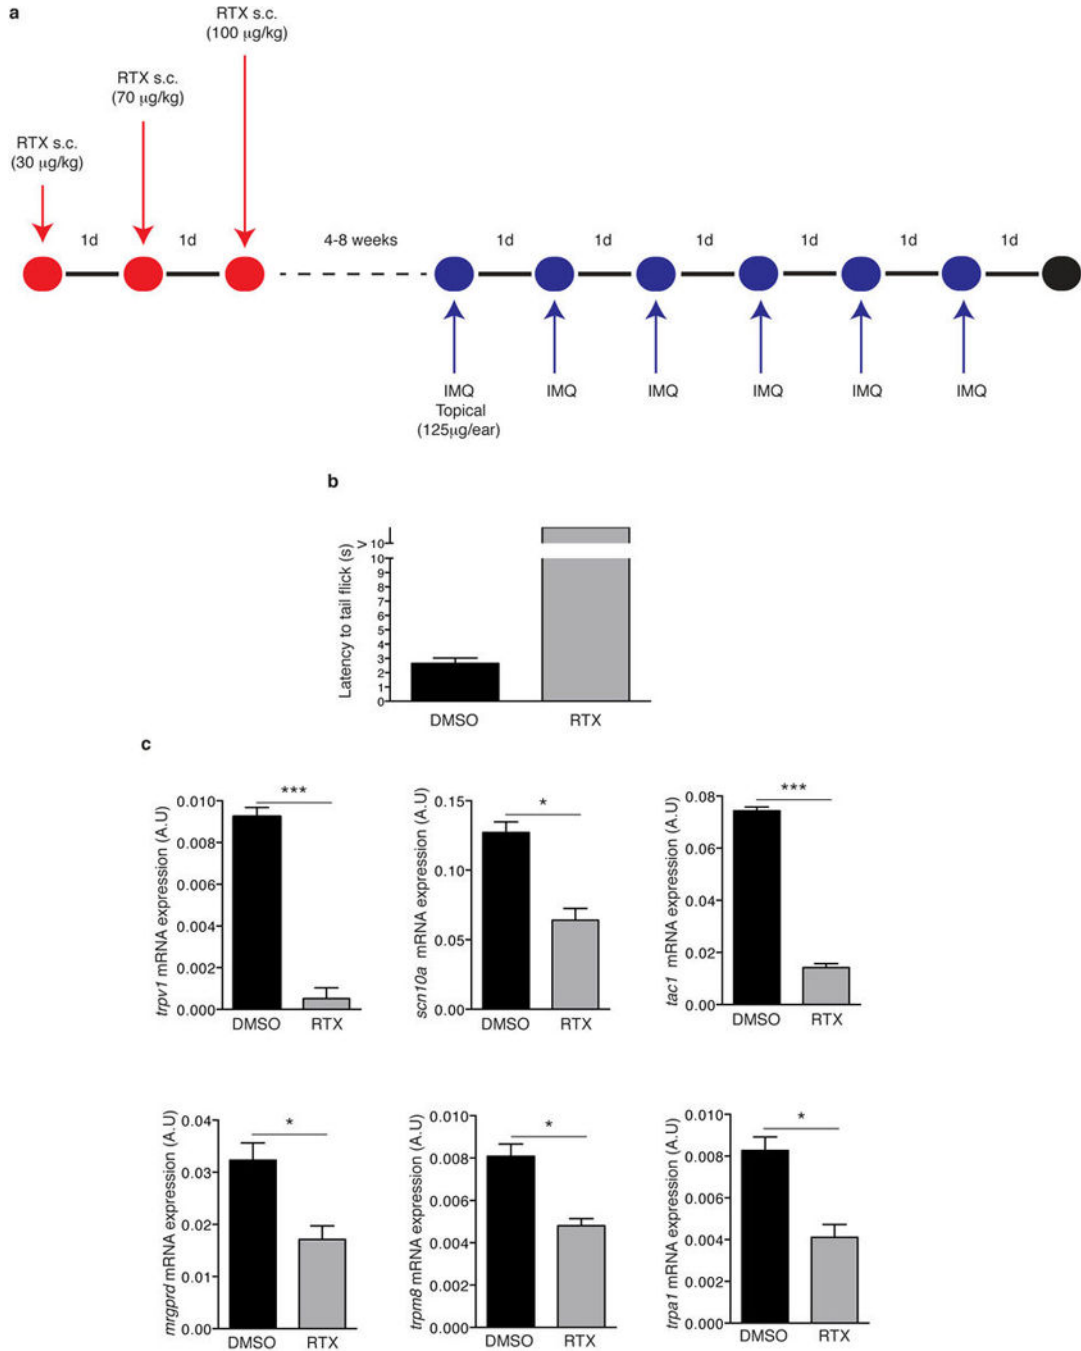 a
RTX s.c.
(100 µg/kg)
RTX s.c.
(70 µg/kg)
RTX s.c.
(30 µg/kg)
1d
1d
4-8 weeks
1d
1d
1d
1d
1d
1d
IMQ
Topical
(125µg/ear)
IMQ
IMQ
IMQ
IMQ
IMQ
b
Latency to tail flick (s)
> 10
10
9
8
7
6
5
4
3
2
1
0
DMSO
RTX
c
trpv1 mRNA expression (A.U)
0.010
0.008
0.006
0.004
0.002
0.000
***
DMSO
RTX
scn10a mRNA expression (A.U)
0.15
0.10
0.05
0.00
*
DMSO
RTX
tac1 mRNA expression (A.U)
0.08
0.06
0.04
0.02
0.00
***
DMSO
RTX
mrgprd mRNA expression (A.U)
0.04
0.03
0.02
0.01
0.00
*
DMSO
RTX
trpm8 mRNA expression (A.U)
0.010
0.008
0.006
0.004
0.002
0.000
*
DMSO
RTX
trpa1 mRNA expression (A.U)
0.010
0.008
0.006
0.004
0.002
0.000
*
DMSO
RTX